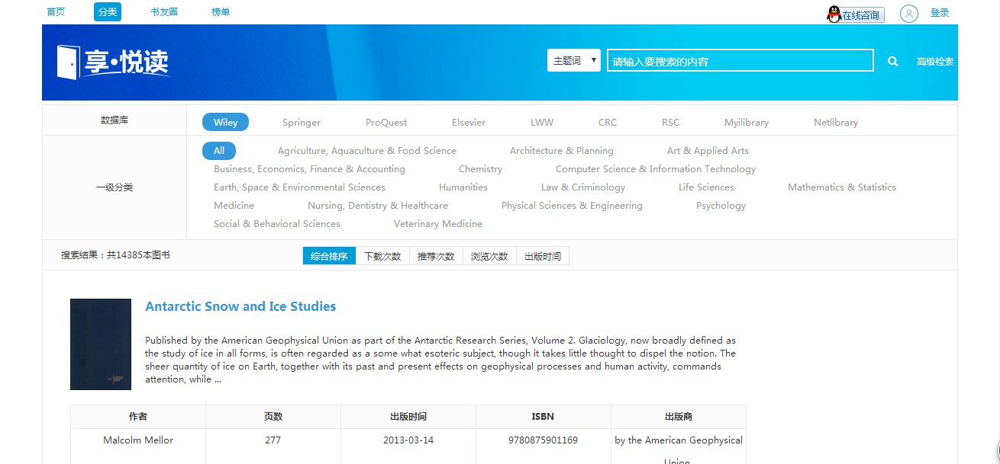 首页 分类 书友圈 榜单 在线咨询 登录
享·悦读 主题词 请输入要搜索的内容 高级检索
数据库 Wiley Springer ProQuest Elsevier LWW CRC RSC Myilibrary Netlibrary
All Agriculture, Aquaculture & Food Science Architecture & Planning Art & Applied Arts
Business, Economics, Finance & Accounting Chemistry Computer Science & Information Technology
一级分类 Earth, Space & Environmental Sciences Humanities Law & Criminology Life Sciences Mathematics & Statistics
Medicine Nursing, Dentistry & Healthcare Physical Sciences & Engineering Psychology
Social & Behavioral Sciences Veterinary Medicine
搜索结果：共14385本图书 综合排序 下载次数 推荐次数 浏览次数 出版时间
Antarctic Snow and Ice Studies
Published by the American Geophysical Union as part of the Antarctic Research Series, Volume 2. Glaciology, now broadly defined as
the study of ice in all forms, is often regarded as a some what esoteric subject, though it takes little thought to dispel the notion. The
sheer quantity of ice on Earth, together with its past and present effects on geophysical processes and human activity, commands
attention, while ...
作者 页数 出版时间 ISBN 出版商
Malcolm Mellor 277 2013-03-14 9780875901169 by the American Geophysical
Union